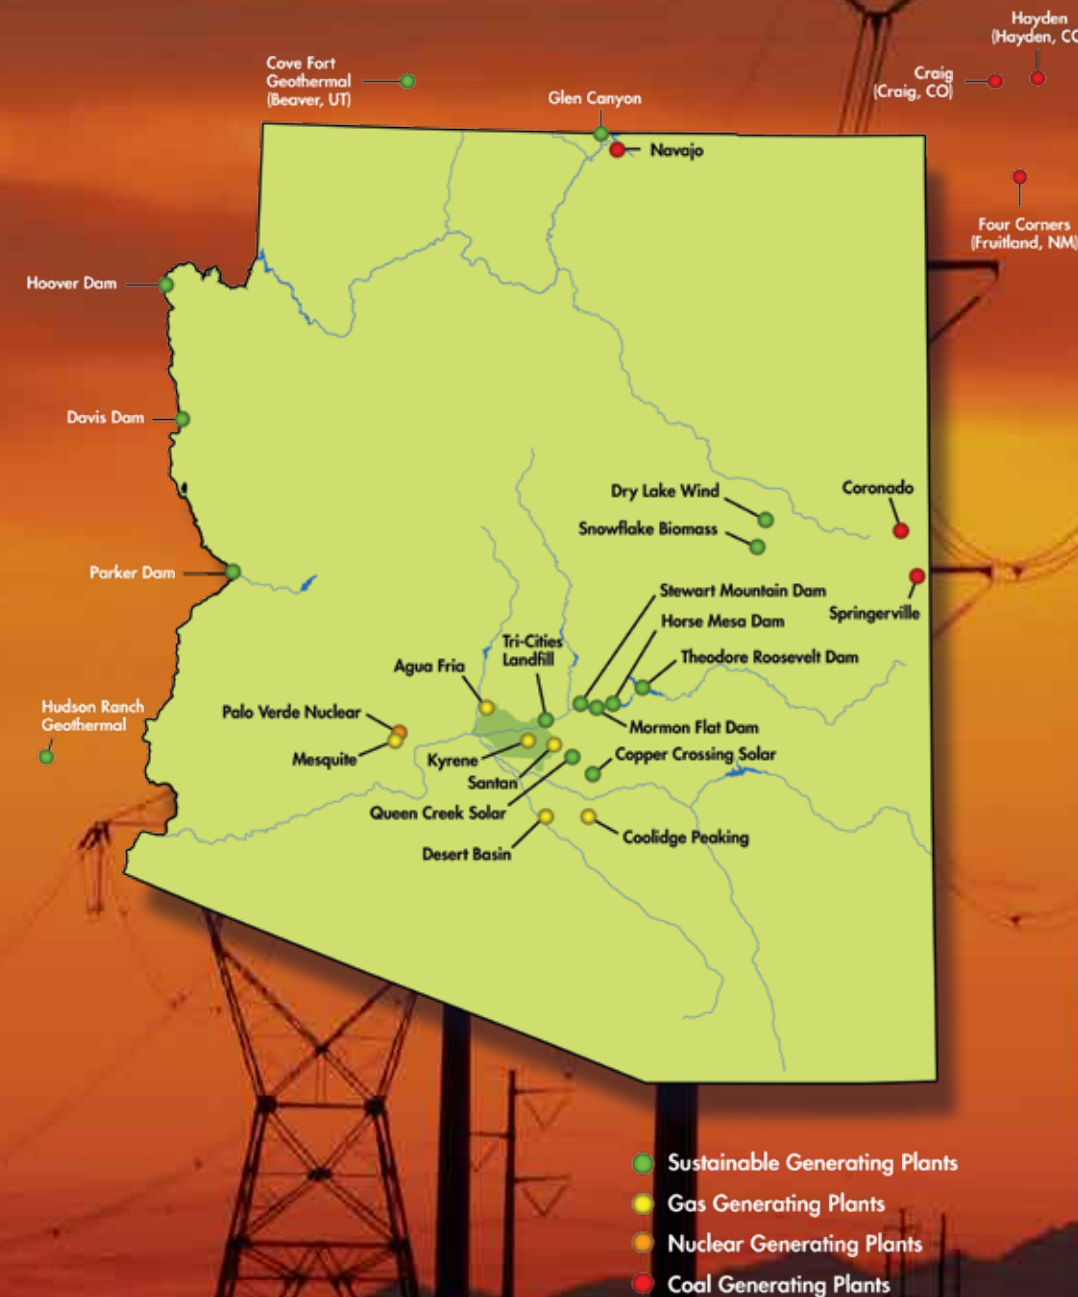 Hayden
(Hayden, CO
Cove Fort
Geothermal
(Beaver, UT)
Craig
(Craig, CO)
Glen Canyon
Navajo
Four Corners
(Fruitland, NM)
Hoover Dam
Davis Dam
Dry Lake Wind
Coronado
Snowflake Biomass
Parker Dam
Stewart Mountain Dam
Springerville
Horse Mesa Dam
Tri-Cities
Landfill
Theodore Roosevelt Dam
Agua Fria
Hudson Ranch
Geothermal
Palo Verde Nuclear
Mormon Flat Dam
Mesquite
Kyrene
Copper Crossing Solar
Santan
Queen Creek Solar
Coolidge Peaking
Desert Basin
Sustainable Generating Plants
Gas Generating Plants
Nuclear Generating Plants
Coal Generating Plants